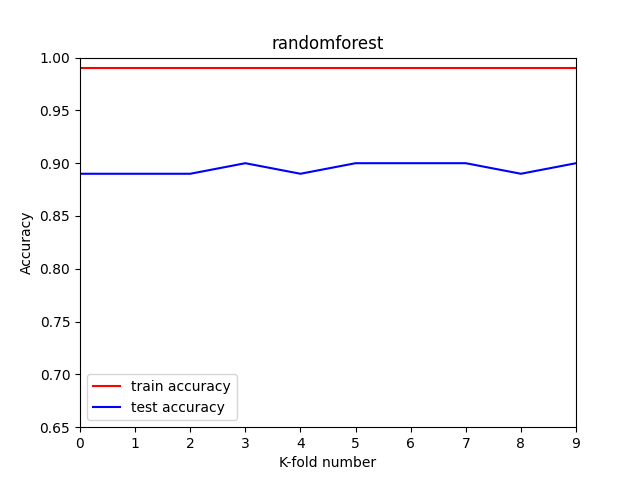 randomforest
1.00
0.95
0.90
0.85
0.80
0.75
0.70
0.65
Accuracy
train accuracy
test accuracy
0 1 2 3 4 5 6 7 8 9
K-fold number